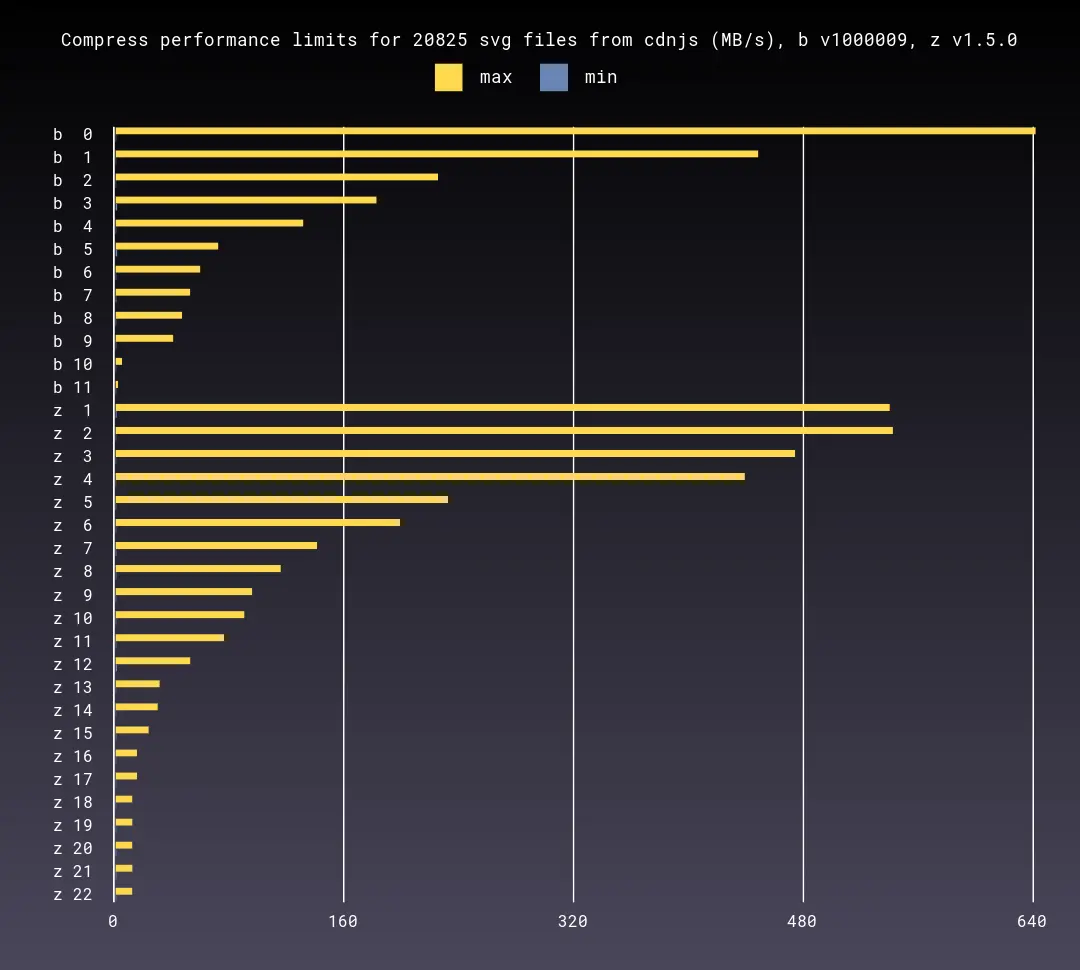 Compress performance limits for 20825 svg files from cdnjs (MB/s), b v1000009, z v1.5.0
max min
b 0
b 1
b 2
b 3
b 4
b 5
b 6
b 7
b 8
b 9
b 10
b 11
z 1
z 2
z 3
z 4
z 5
z 6
z 7
z 8
z 9
z 10
z 11
z 12
z 13
z 14
z 15
z 16
z 17
z 18
z 19
z 20
z 21
z 22
0 160 320 480 640